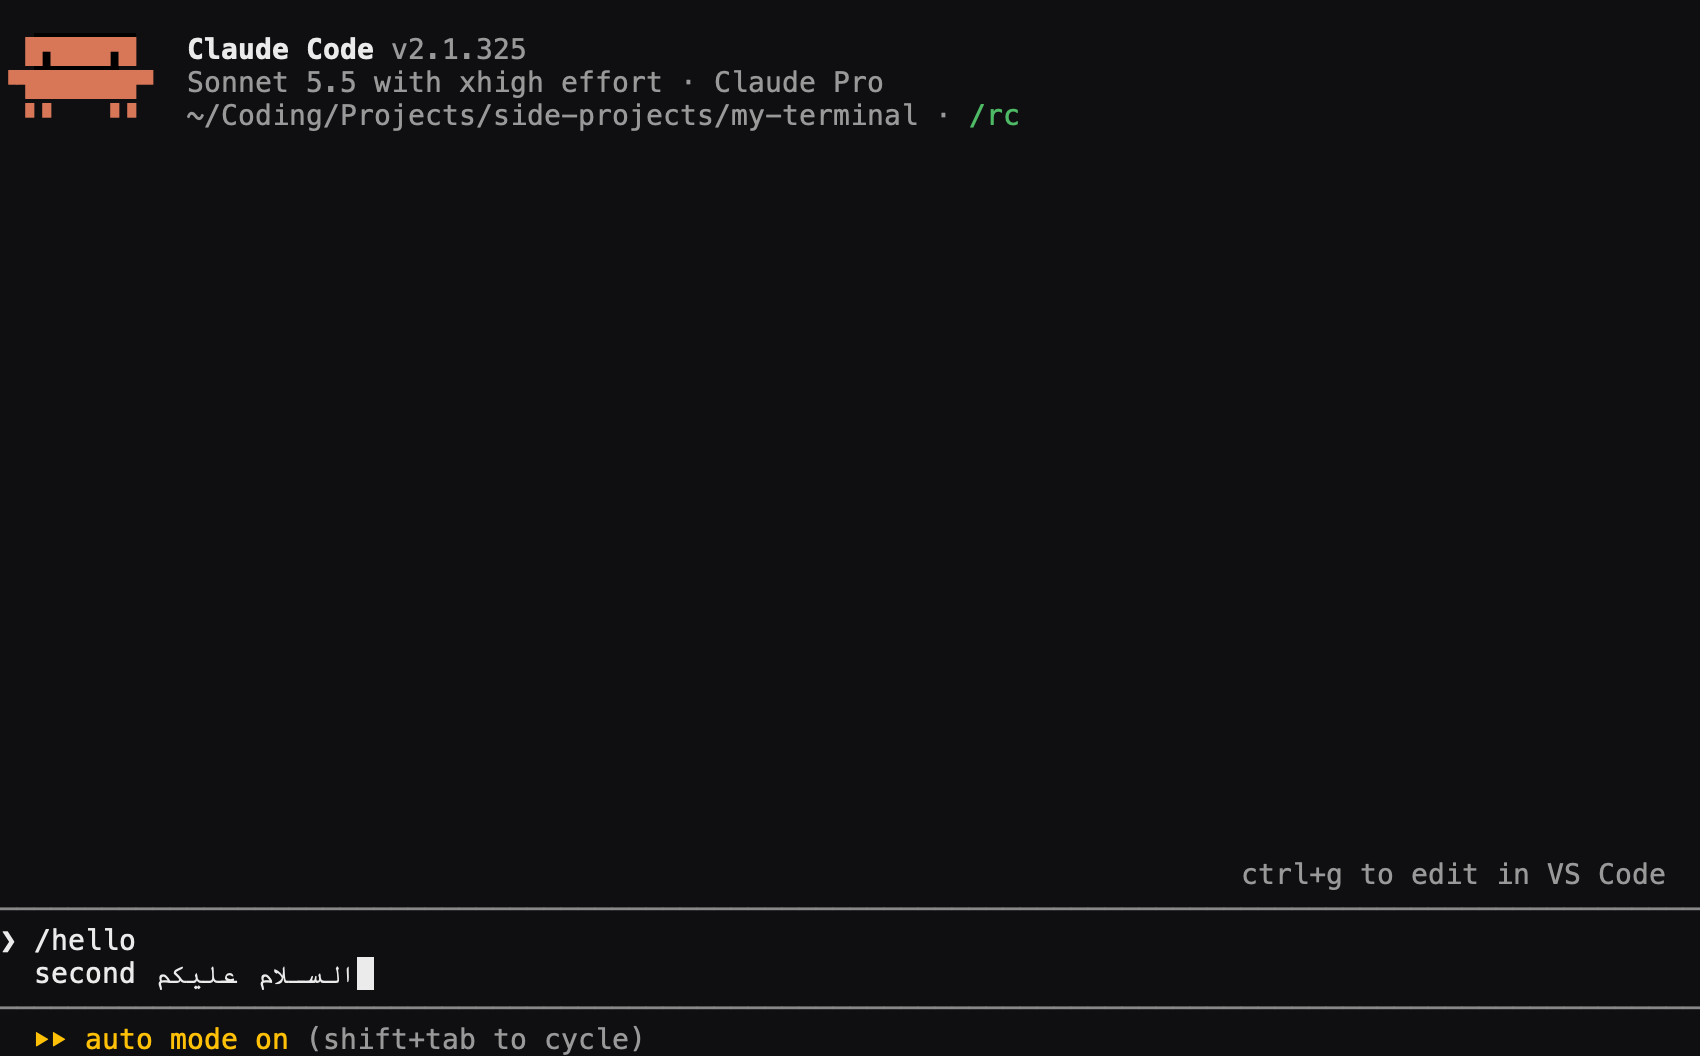 Claude Code v2.1.325
Sonnet 5.5 with xhigh effort · Claude Pro
~/Coding/Projects/side-projects/my-terminal · /rc
ctrl+g to edit in VS Code
❯ /hello
second السلام عليكم
⏵⏵ auto mode on (shift+tab to cycle)